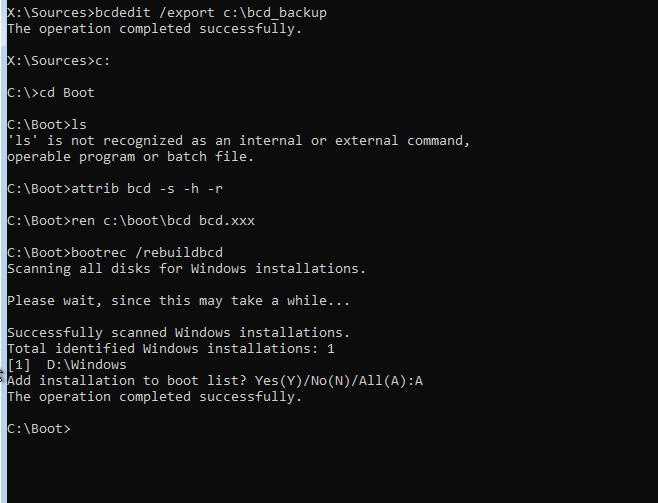 X:\Sources>bcdedit /export c:\bcd_backup
The operation completed successfully.
X:\Sources>c:
C:\>cd Boot
C:\Boot>ls
'ls' is not recognized as an internal or external command,
operable program or batch file.
C:\Boot>attrib bcd -s -h -r
C:\Boot>ren c:\boot\bcd bcd.xxx
C:\Boot>bootrec /rebuildbcd
Scanning all disks for Windows installations.
Please wait, since this may take a while...
Successfully scanned Windows installations.
Total identified Windows installations: 1
[1]  D:\Windows
Add installation to boot list? Yes(Y)/No(N)/All(A):A
The operation completed successfully.
C:\Boot>